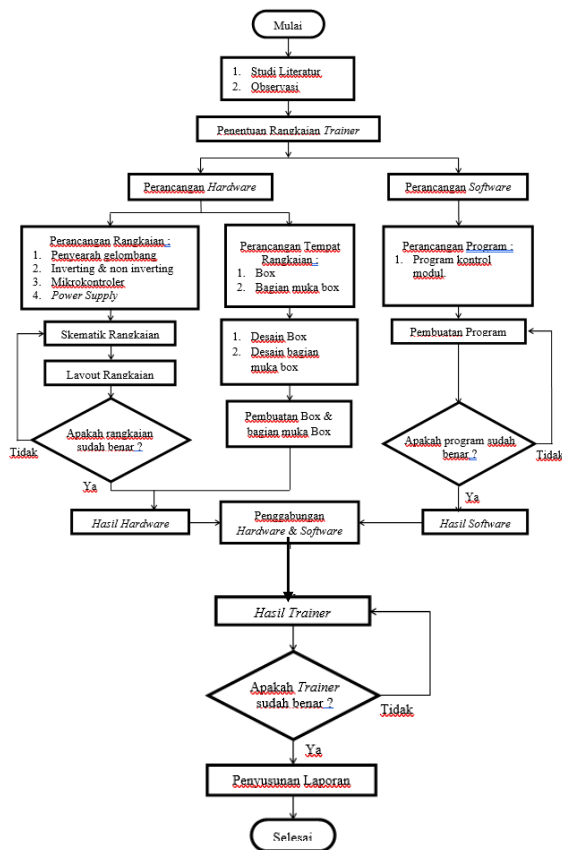 Mulai
1. Studi Literatur
2. Observasi
Penentuan Rangkaian Trainer
Perancangan Hardware
Perancangan Software
Perancangan Rangkaian :
1. Penyearah gelombang
2. Inverting & non inverting
3. Mikrokontroler
4. Power Supply
Perancangan Tempat
Rangkaian :
1. Box
2. Bagian muka box
Perancangan Program :
1. Program kontrol
modul.
Skematik Rangkaian
1. Desain Box
2. Desain bagian
muka box
Pembuatan Program
Layout Rangkaian
Apakah rangkaian
sudah benar ?
Tidak
Ya
Pembuatan Box &
bagian muka Box
Apakah program sudah
benar ?
Tidak
Ya
Hasil Hardware
Penggabungan
Hardware & Software
Hasil Software
Hasil Trainer
Apakah Trainer
sudah benar ?
Tidak
Ya
Penyusunan Laporan
Selesai